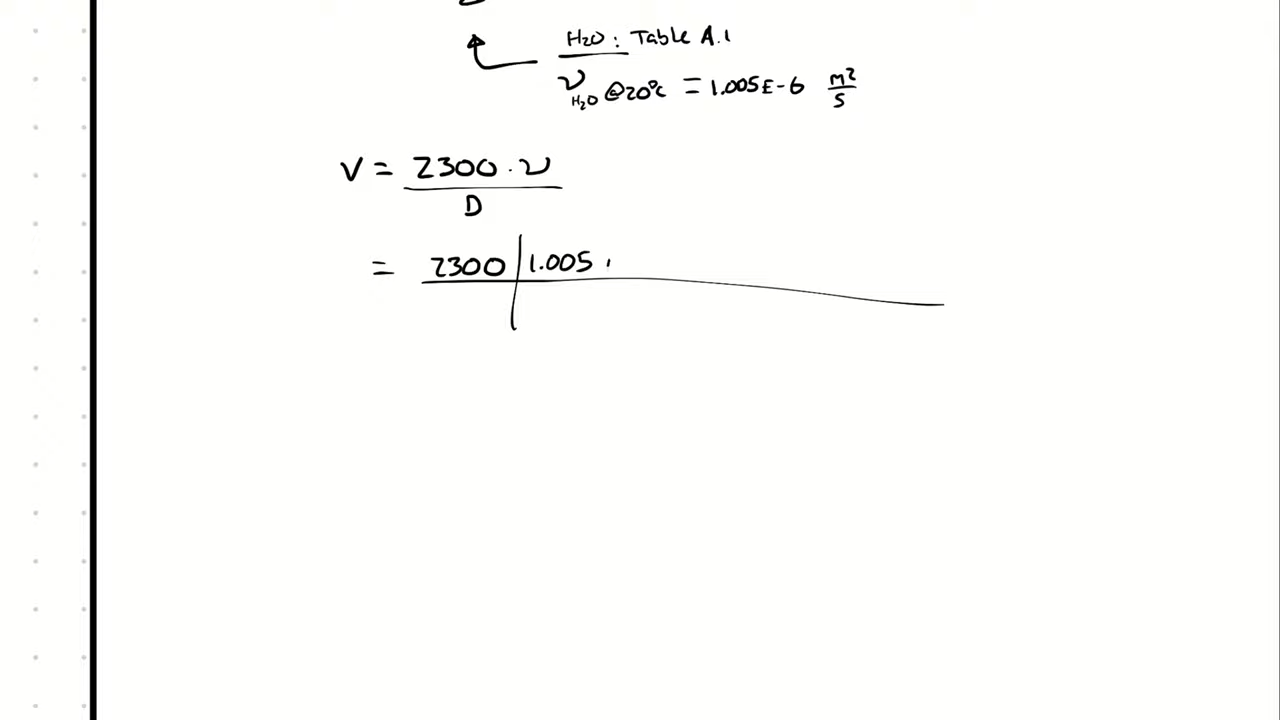 H2O : Table A.1
ν H2O @20°C = 1.005E-6 m²/s
V = 2300 · ν
D
= 2300 | 1.005 .